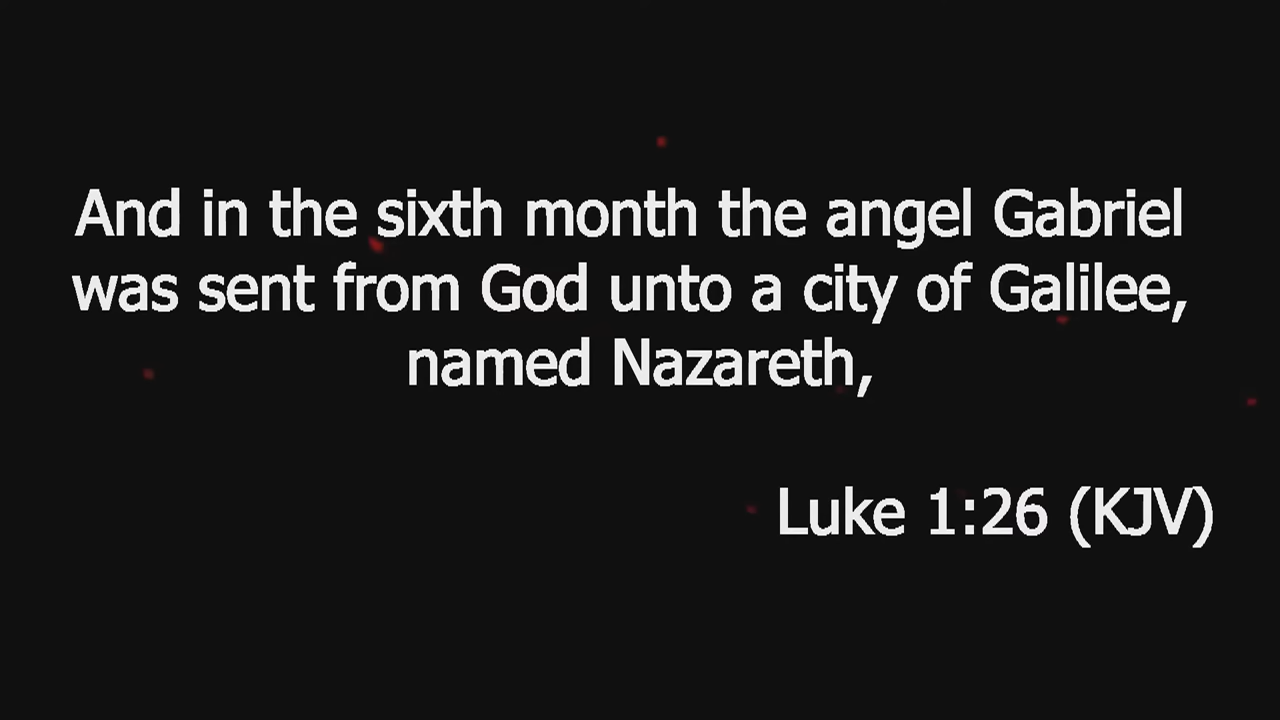 And in the sixth month the angel Gabriel
was sent from God unto a city of Galilee,
named Nazareth,
Luke 1:26 (KJV)